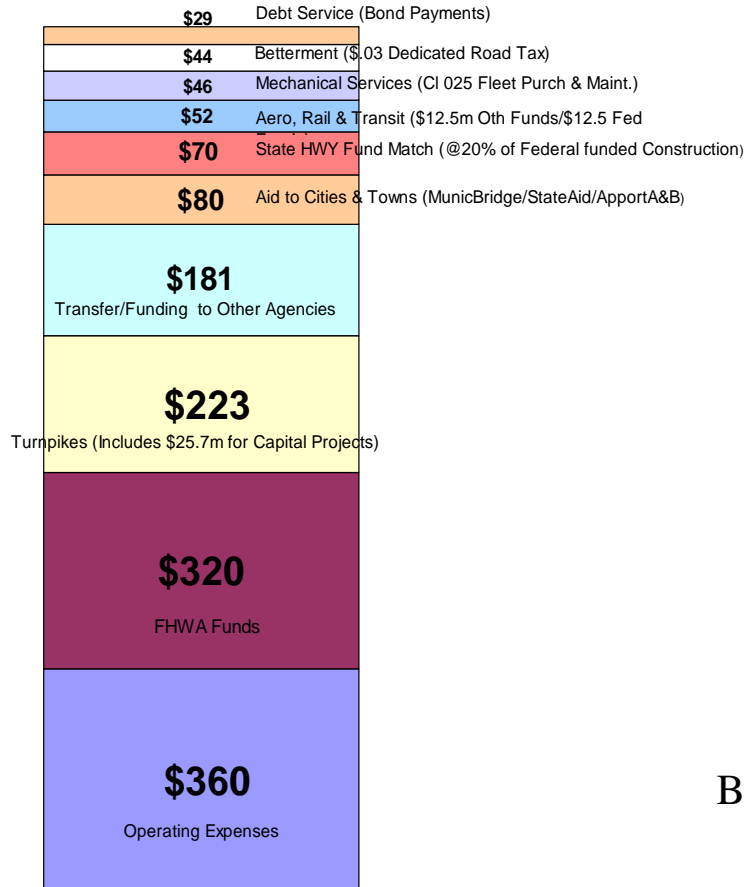 $29 Debt Service (Bond Payments)
$44 Betterment ($.03 Dedicated Road Tax)
$46 Mechanical Services (Cl 025 Fleet Purch & Maint.)
$52 Aero, Rail & Transit ($12.5m Oth Funds/$12.5 Fed
$70 State HWY Fund Match (@20% of Federal funded Construction)
$80 Aid to Cities & Towns (MunicBridge/StateAid/ApportA&B)
$181
Transfer/Funding to Other Agencies
$223
Turnpikes (Includes $25.7m for Capital Projects)
$320
FHWA Funds
$360
Operating Expenses
B